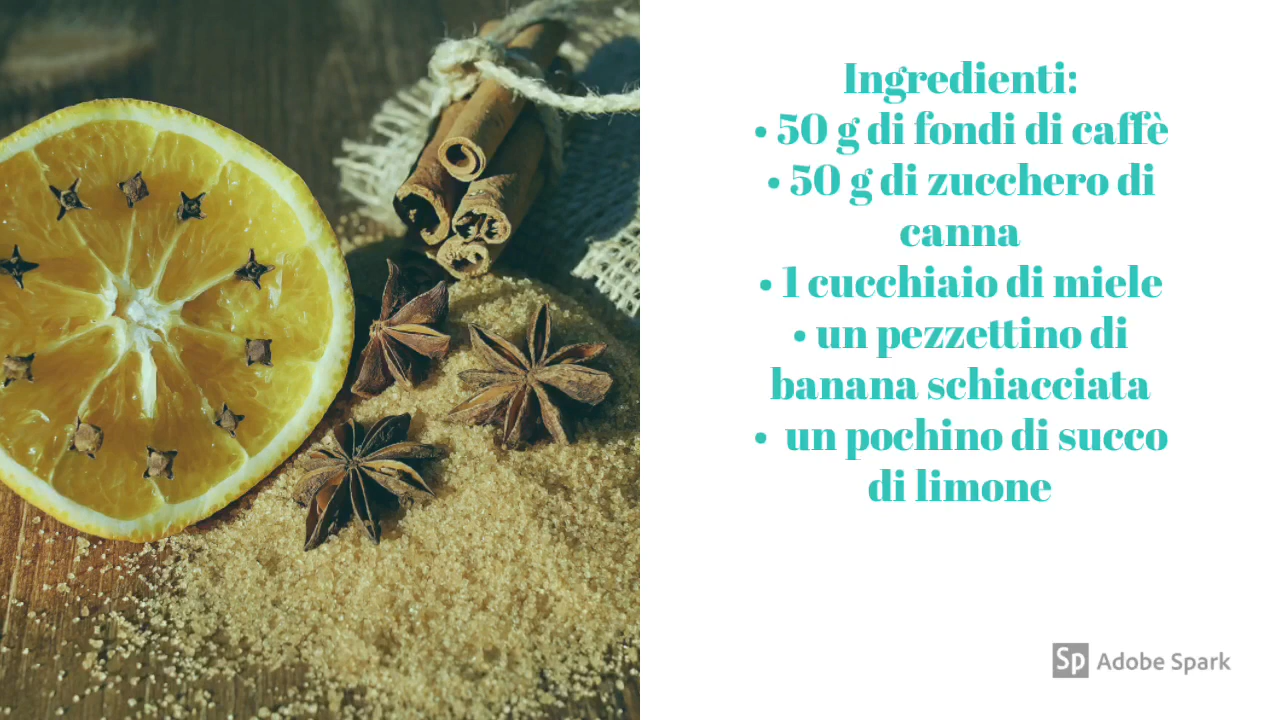 Ingredienti:
• 50 g di fondi di caffè
• 50 g di zucchero di
canna
• 1 cucchiaio di miele
• un pezzettino di
banana schiacciata
• un pochino di succo
di limone
Sp Adobe Spark